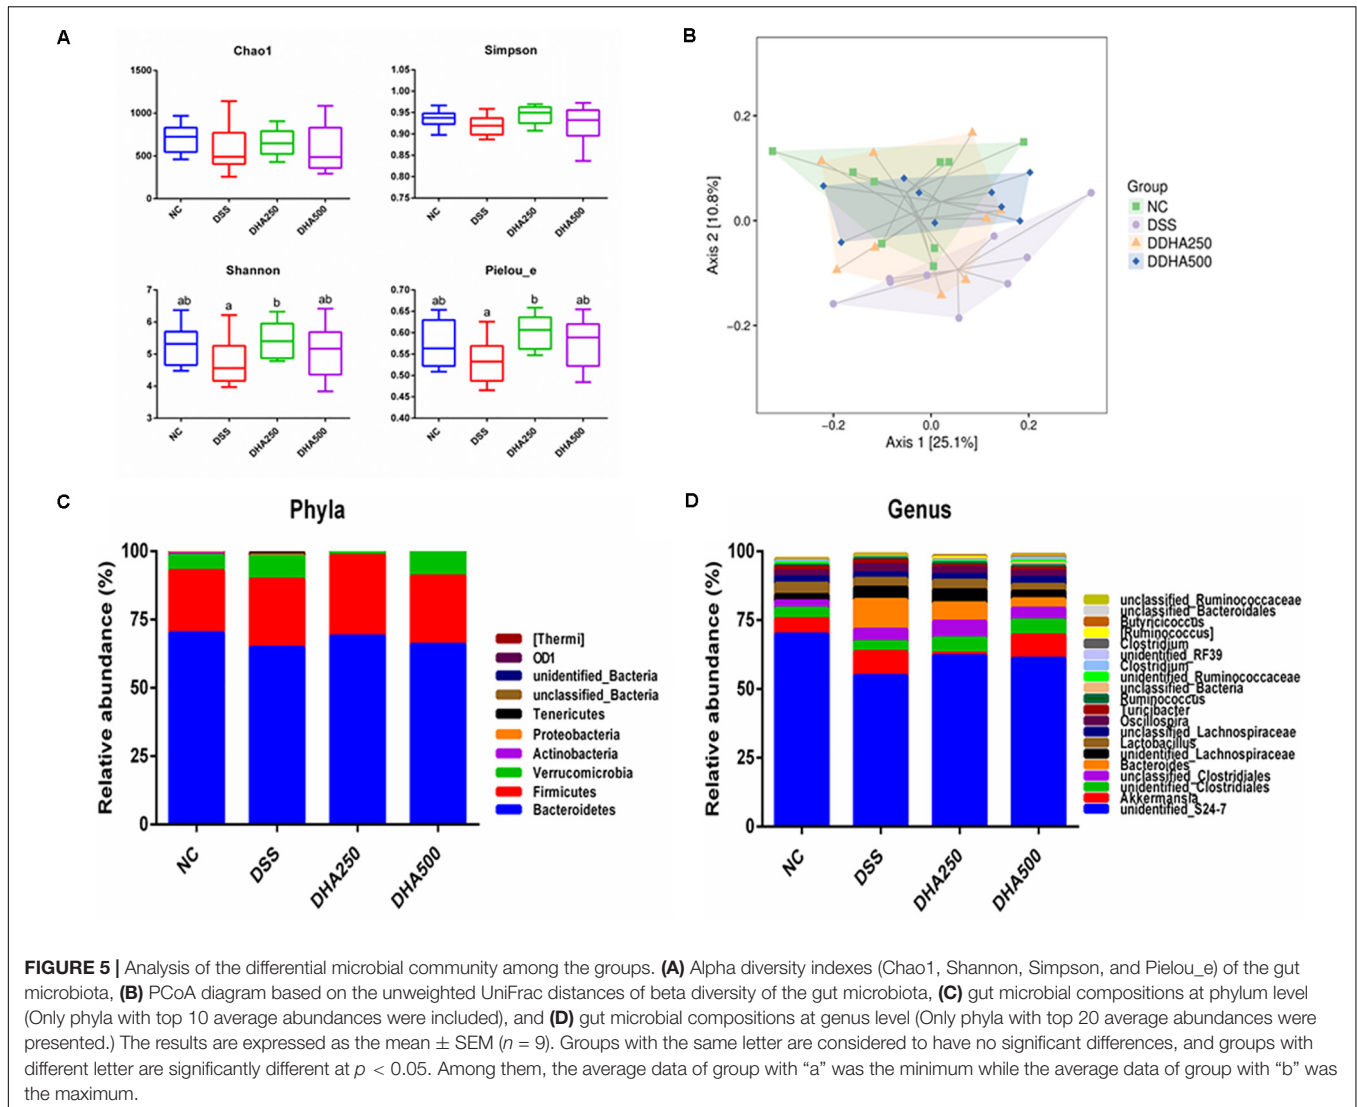 A
Chao1
1500
1000
500
0
NC
DSS
DHA250
DHA500
Simpson
1.05
1.00
0.95
0.90
0.85
0.80
0.75
NC
DSS
DHA250
DHA500
Shannon
7
6
5
4
3
ab
a
b
ab
NC
DSS
DHA250
DHA500
Pielou_e
0.70
0.65
0.60
0.55
0.50
0.45
0.40
ab
a
b
ab
NC
DSS
DHA250
DHA500
B
Axis 2 [10.8%]
0.2
0.0
−0.2
−0.2
0.0
0.2
Axis 1 [25.1%]
Group
NC
DSS
DDHA250
DDHA500
C
Phyla
Relative abundance (%)
100
75
50
25
0
NC
DSS
DHA250
DHA500
[Thermi]
OD1
unidentified_Bacteria
unclassified_Bacteria
Tenericutes
Proteobacteria
Actinobacteria
Verrucomicrobia
Firmicutes
Bacteroidetes
D
Genus
Relative abundance (%)
100
75
50
25
0
NC
DSS
DHA250
DHA500
unclassified_Ruminococcaceae
unclassified_Bacteroidales
Butyricicoccus
[Ruminococcus]
Clostridium
unidentified_RF39
Clostridium
unidentified_Ruminococcaceae
unclassified_Bacteria
Ruminococcus
Turicibacter
Oscillospira
unclassified_Lachnospiraceae
Lactobacillus
unidentified_Lachnospiraceae
Bacteroides
unclassified_Clostridiales
unidentified_Clostridiales
Akkermansia
unidentified_S24-7
FIGURE 5 | Analysis of the differential microbial community among the groups. (A) Alpha diversity indexes (Chao1, Shannon, Simpson, and Pielou_e) of the gut
microbiota, (B) PCoA diagram based on the unweighted UniFrac distances of beta diversity of the gut microbiota, (C) gut microbial compositions at phylum level
(Only phyla with top 10 average abundances were included), and (D) gut microbial compositions at genus level (Only phyla with top 20 average abundances were
presented.) The results are expressed as the mean ± SEM (n = 9). Groups with the same letter are considered to have no significant differences, and groups with
different letter are significantly different at p < 0.05. Among them, the average data of group with “a” was the minimum while the average data of group with “b” was
the maximum.